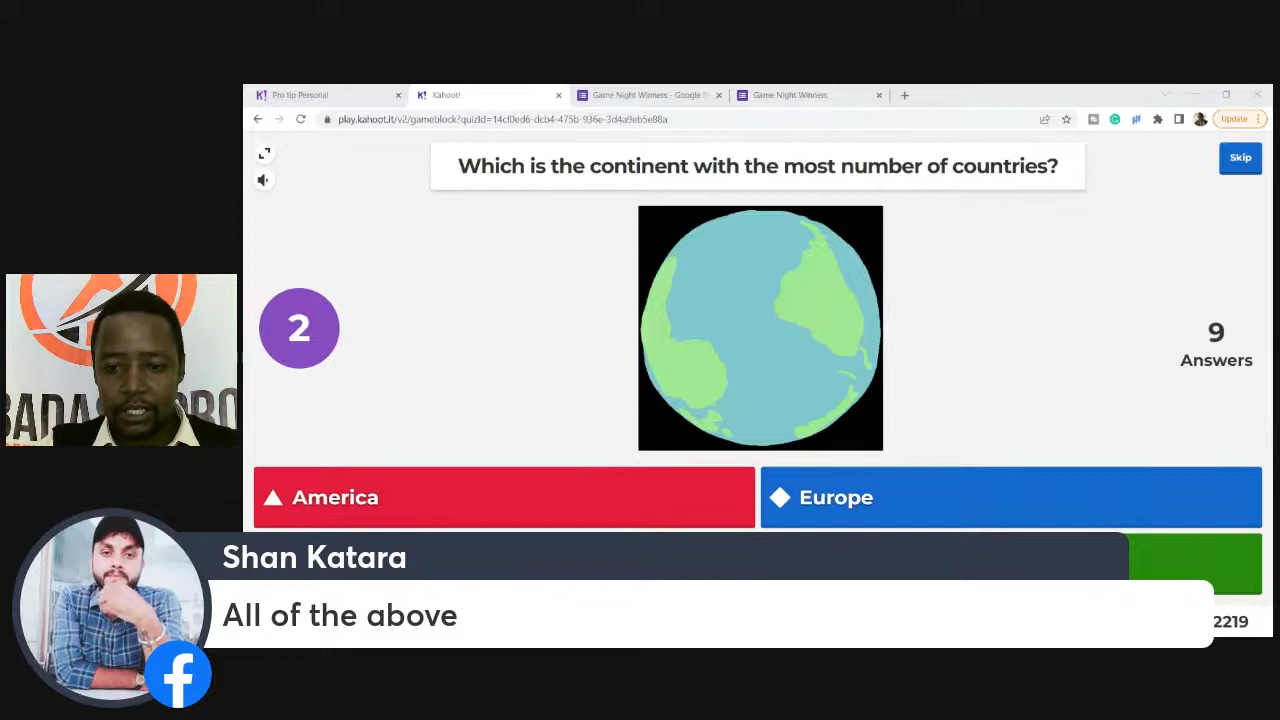 Pro tip Personal
Kahoot!
Game Night Winners - Google F
Game Night Winners
play.kahoot.it/v2/gameblock?quizId=14cf0ed6-dcb4-475b-936e-3d4a9eb5e88a
Update
Which is the continent with the most number of countries?
Skip
2
9
Answers
America
Europe
Shan Katara
All of the above
2219